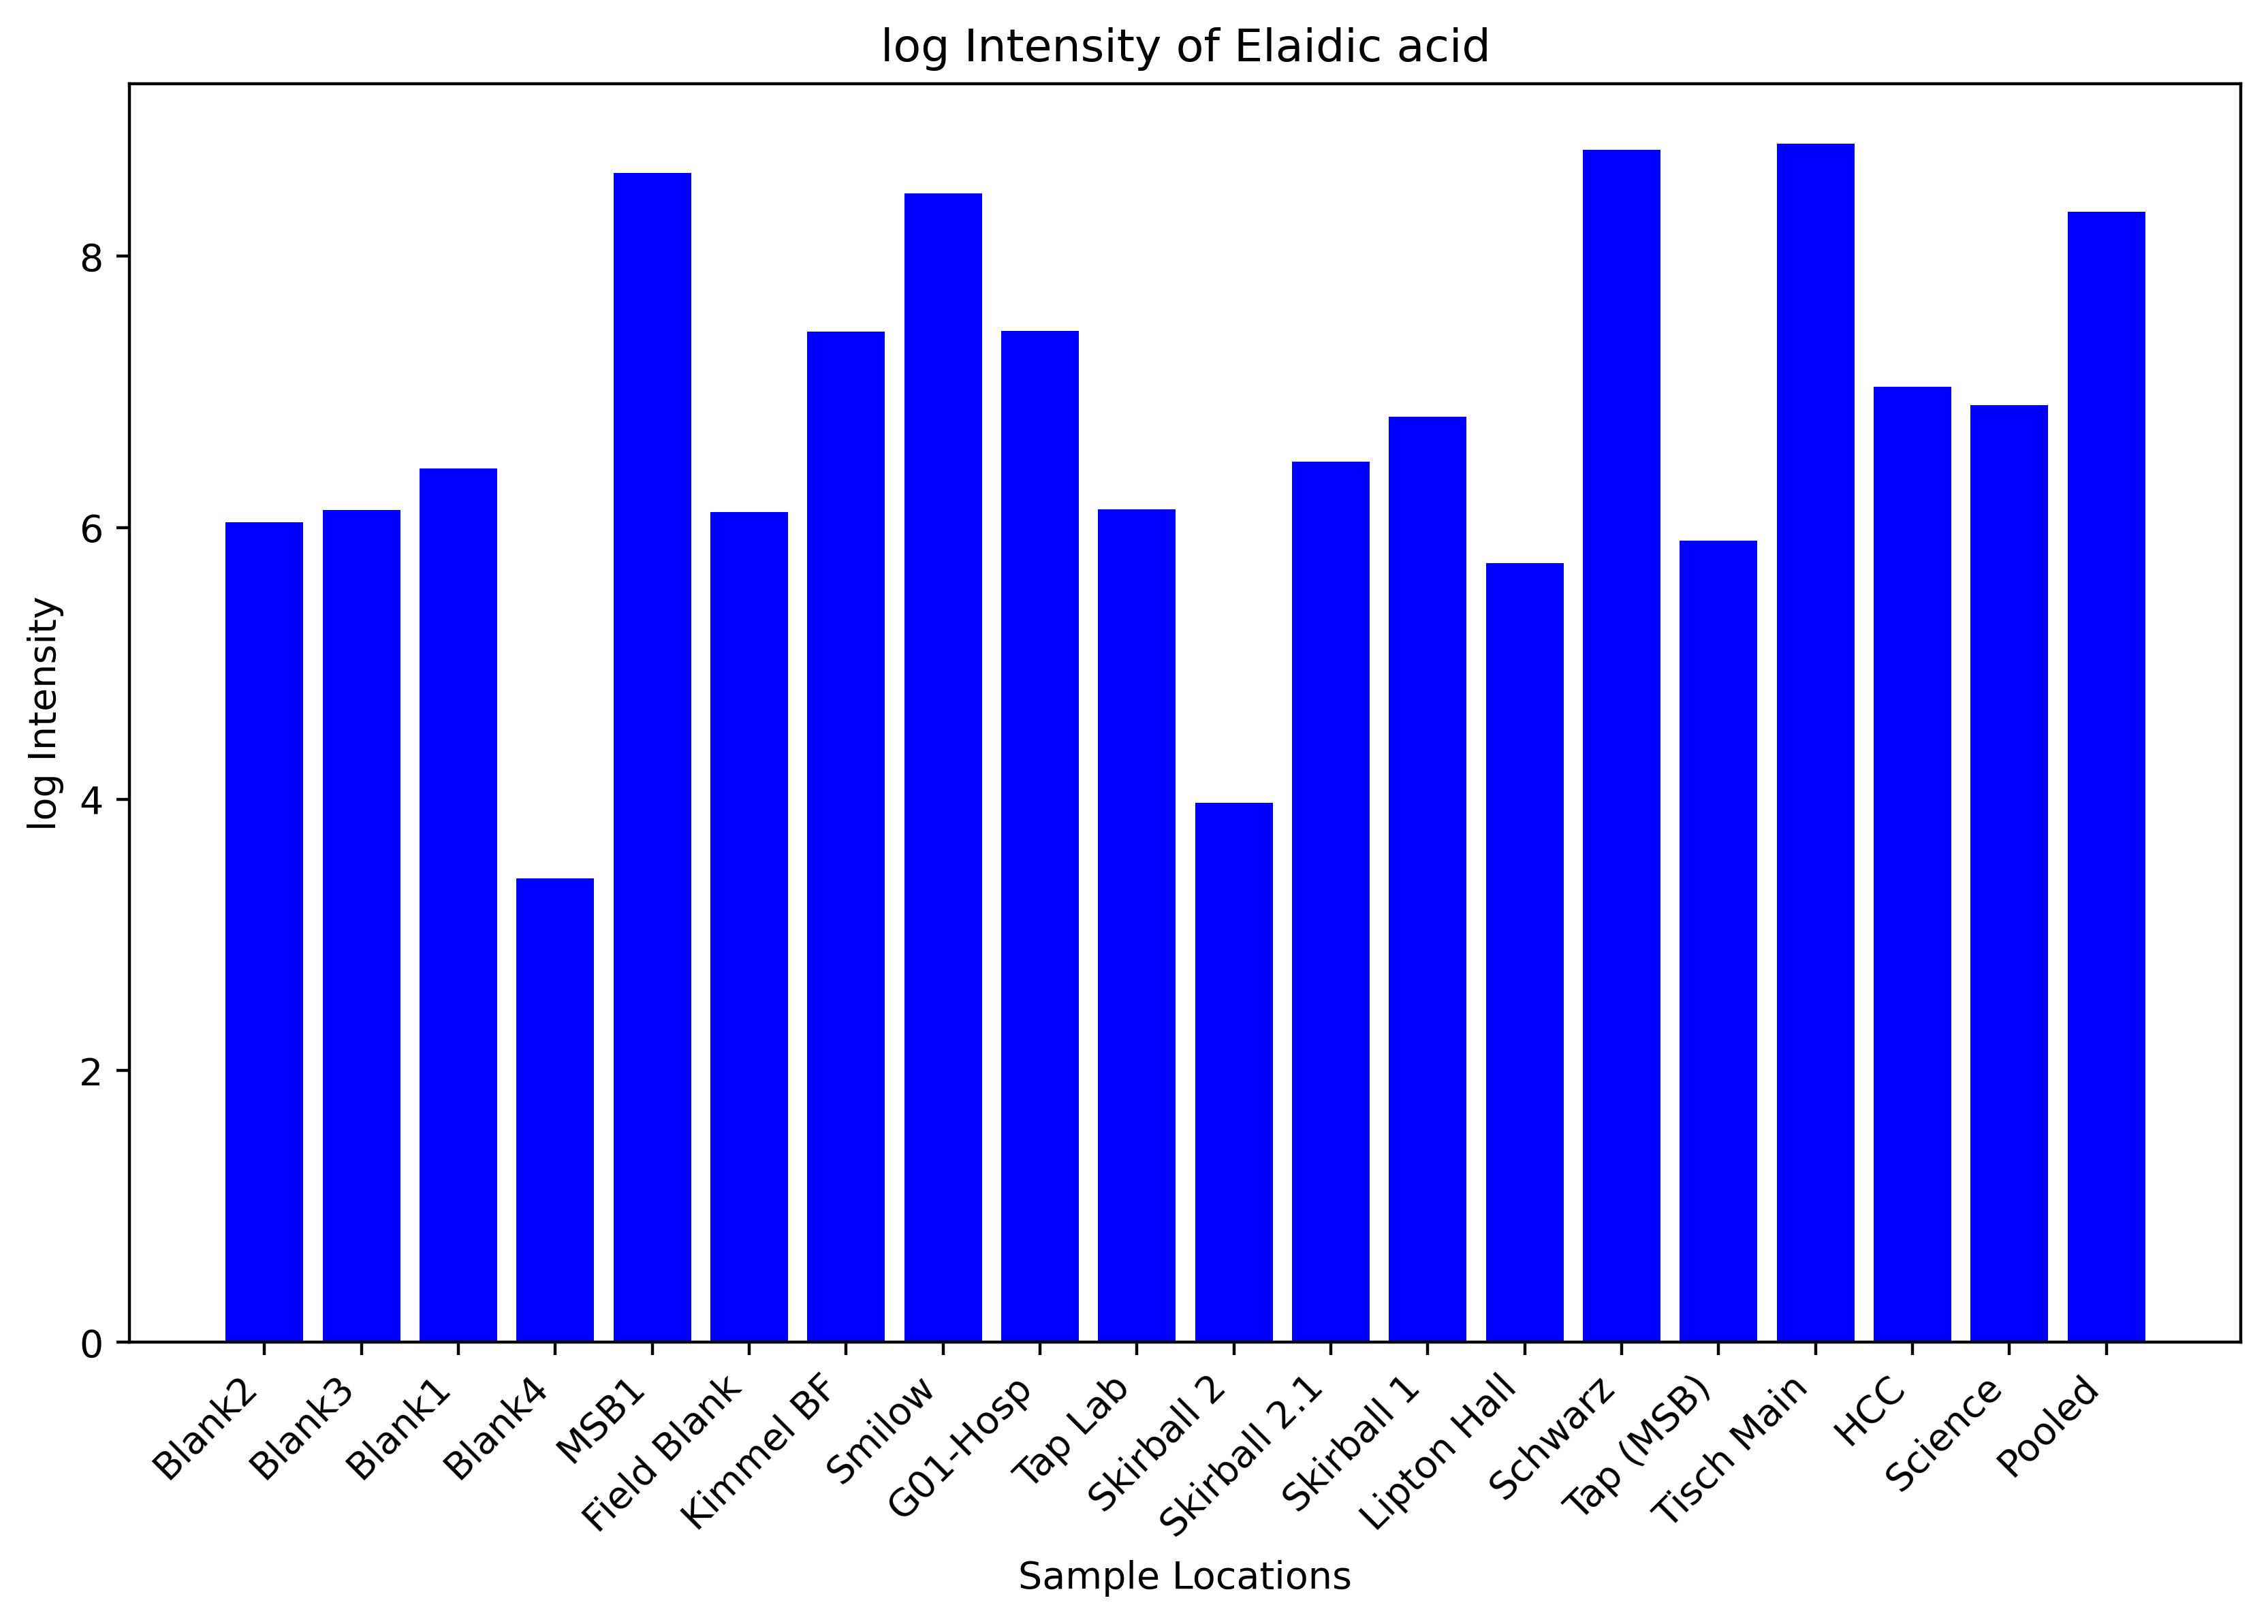 log Intensity of Elaidic acid
log Intensity
8
6
4
2
0
Blank2
Blank3
Blank1
Blank4
MSB1
Field Blank
Kimmel BF
Smilow
G01-Hosp
Tap Lab
Skirball 2
Skirball 2.1
Skirball 1
Lipton Hall
Schwarz
Tap (MSB)
Tisch Main
HCC
Science
Pooled
Sample Locations